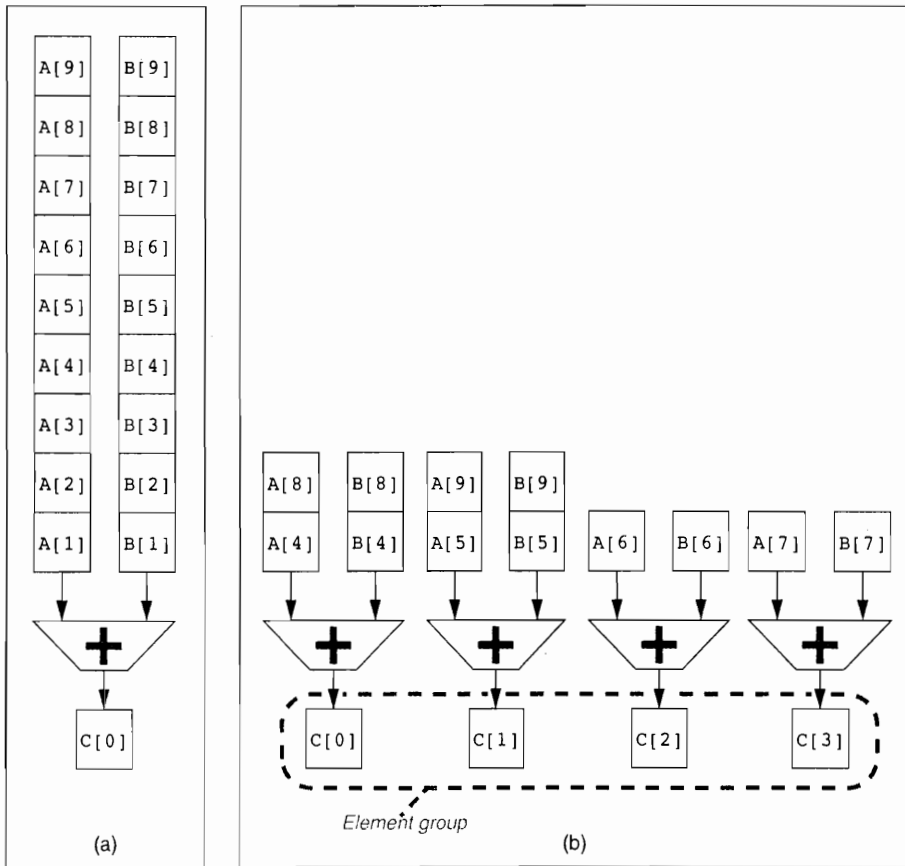 A[9] B[9]
A[8] B[8]
A[7] B[7]
A[6] B[6]
A[5] B[5]
A[4] B[4]
A[3] B[3]
A[2] B[2]
A[1] B[1]
+
C[0]
(a)
A[8] B[8] A[9] B[9]
A[4] B[4] A[5] B[5] A[6] B[6] A[7] B[7]
+ + + +
C[0] C[1] C[2] C[3]
Element group
(b)